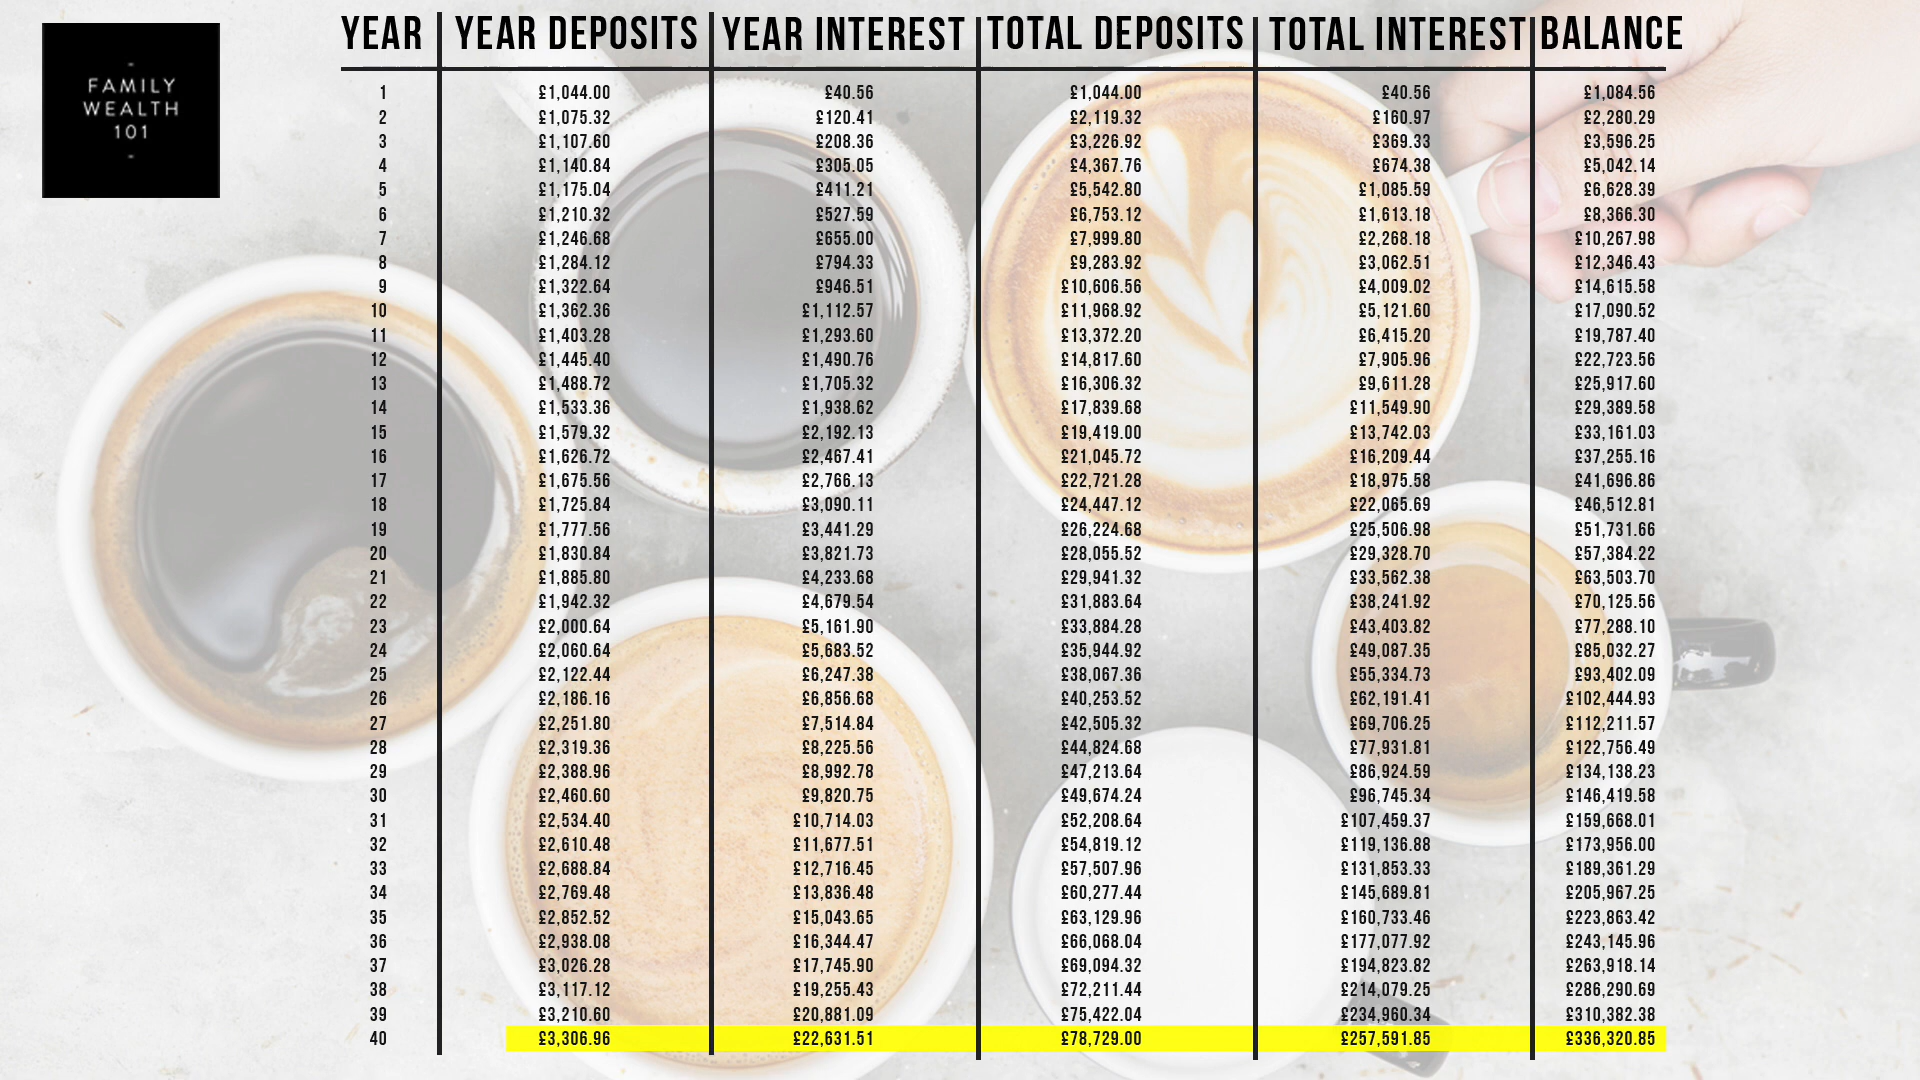 FAMILY
WEALTH
101
YEAR YEAR DEPOSITS YEAR INTEREST TOTAL DEPOSITS TOTAL INTEREST BALANCE
1 £1,044.00 £40.56 £1,044.00 £40.56 £1,084.56
2 £1,075.32 £120.41 £2,119.32 £160.97 £2,280.29
3 £1,107.60 £208.36 £3,226.92 £369.33 £3,596.25
4 £1,140.84 £305.05 £4,367.76 £674.38 £5,042.14
5 £1,175.04 £411.21 £5,542.80 £1,085.59 £6,628.39
6 £1,210.32 £527.59 £6,753.12 £1,613.18 £8,366.30
7 £1,246.68 £655.00 £7,999.80 £2,268.18 £10,267.98
8 £1,284.12 £794.33 £9,283.92 £3,062.51 £12,346.43
9 £1,322.64 £946.51 £10,606.56 £4,009.02 £14,615.58
10 £1,362.36 £1,112.57 £11,968.92 £5,121.60 £17,090.52
11 £1,403.28 £1,293.60 £13,372.20 £6,415.20 £19,787.40
12 £1,445.40 £1,490.76 £14,817.60 £7,905.96 £22,723.56
13 £1,488.72 £1,705.32 £16,306.32 £9,611.28 £25,917.60
14 £1,533.36 £1,938.62 £17,839.68 £11,549.90 £29,389.58
15 £1,579.32 £2,192.13 £19,419.00 £13,742.03 £33,161.03
16 £1,626.72 £2,467.41 £21,045.72 £16,209.44 £37,255.16
17 £1,675.56 £2,766.13 £22,721.28 £18,975.58 £41,696.86
18 £1,725.84 £3,090.11 £24,447.12 £22,065.69 £46,512.81
19 £1,777.56 £3,441.29 £26,224.68 £25,506.98 £51,731.66
20 £1,830.84 £3,821.73 £28,055.52 £29,328.70 £57,384.22
21 £1,885.80 £4,233.68 £29,941.32 £33,562.38 £63,503.70
22 £1,942.32 £4,679.54 £31,883.64 £38,241.92 £70,125.56
23 £2,000.64 £5,161.90 £33,884.28 £43,403.82 £77,288.10
24 £2,060.64 £5,683.52 £35,944.92 £49,087.35 £85,032.27
25 £2,122.44 £6,247.38 £38,067.36 £55,334.73 £93,402.09
26 £2,186.16 £6,856.68 £40,253.52 £62,191.41 £102,444.93
27 £2,251.80 £7,514.84 £42,505.32 £69,706.25 £112,211.57
28 £2,319.36 £8,225.56 £44,824.68 £77,931.81 £122,756.49
29 £2,388.96 £8,992.78 £47,213.64 £86,924.59 £134,138.23
30 £2,460.60 £9,820.75 £49,674.24 £96,745.34 £146,419.58
31 £2,534.40 £10,714.03 £52,208.64 £107,459.37 £159,668.01
32 £2,610.48 £11,677.51 £54,819.12 £119,136.88 £173,956.00
33 £2,688.84 £12,716.45 £57,507.96 £131,853.33 £189,361.29
34 £2,769.48 £13,836.48 £60,277.44 £145,689.81 £205,967.25
35 £2,852.52 £15,043.65 £63,129.96 £160,733.46 £223,863.42
36 £2,938.08 £16,344.47 £66,068.04 £177,077.92 £243,145.96
37 £3,026.28 £17,745.90 £69,094.32 £194,823.82 £263,918.14
38 £3,117.12 £19,255.43 £72,211.44 £214,079.25 £286,290.69
39 £3,210.60 £20,881.09 £75,422.04 £234,960.34 £310,382.38
40 £3,306.96 £22,631.51 £78,729.00 £257,591.85 £336,320.85